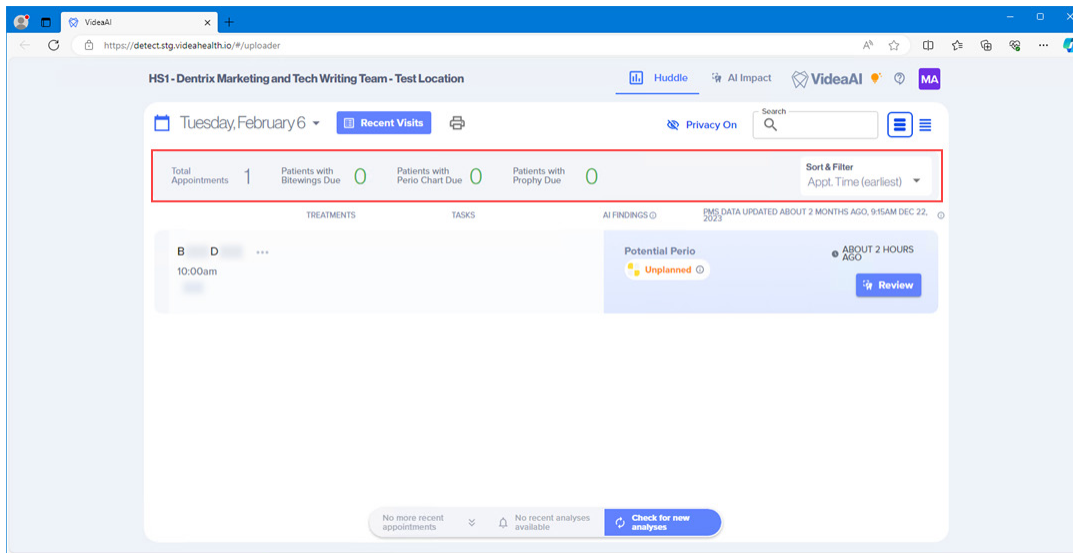 VideaAI
https://detect.stg.videahealth.io/#/uploader
HS1 - Dentrix Marketing and Tech Writing Team - Test Location
Huddle
AI Impact
VideaAI
MA
Tuesday, February 6
Recent Visits
Privacy On
Search
Total
Appointments
1
Patients with
Bitewings Due
0
Patients with
Perio Chart Due
0
Patients with
Prophy Due
0
Sort & Filter
Appt. Time (earliest)
TREATMENTS
TASKS
AI FINDINGS
PMS DATA UPDATED ABOUT 2 MONTHS AGO, 9:15AM DEC 22,
2023
B D
10:00am
Potential Perio
Unplanned
ABOUT 2 HOURS
AGO
Review
No more recent
appointments
No recent analyses
available
Check for new
analyses